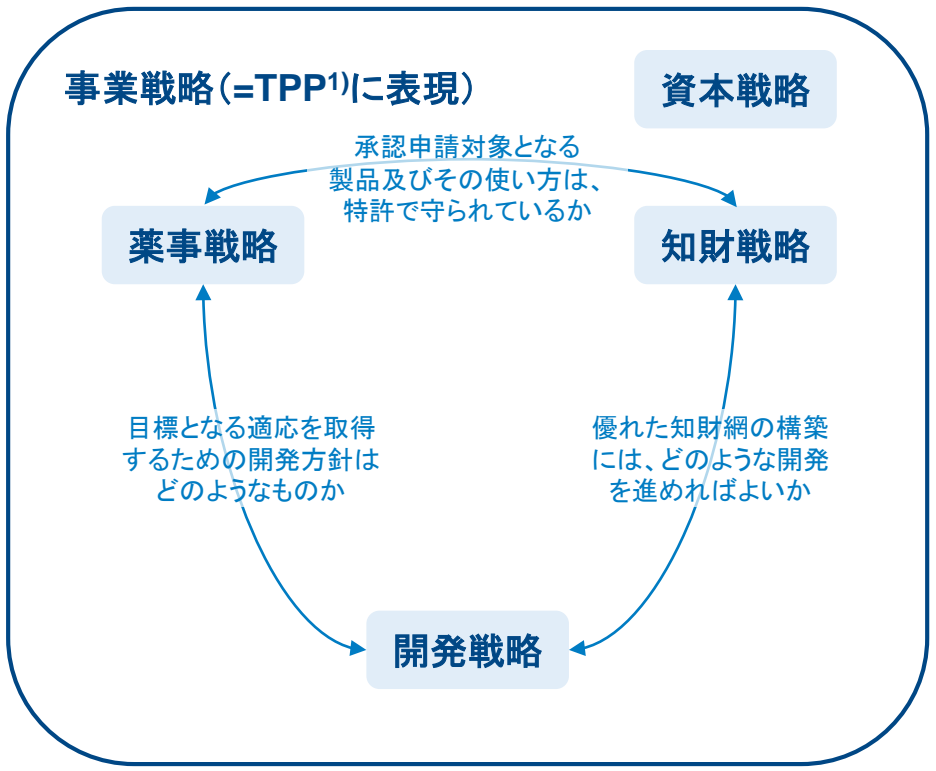 事業戦略(=TPP1)に表現)
資本戦略
承認申請対象となる
製品及びその使い方は、
特許で守られているか
薬事戦略
知財戦略
目標となる適応を取得
するための開発方針は
どのようなものか
優れた知財網の構築
には、どのような開発
を進めればよいか
開発戦略